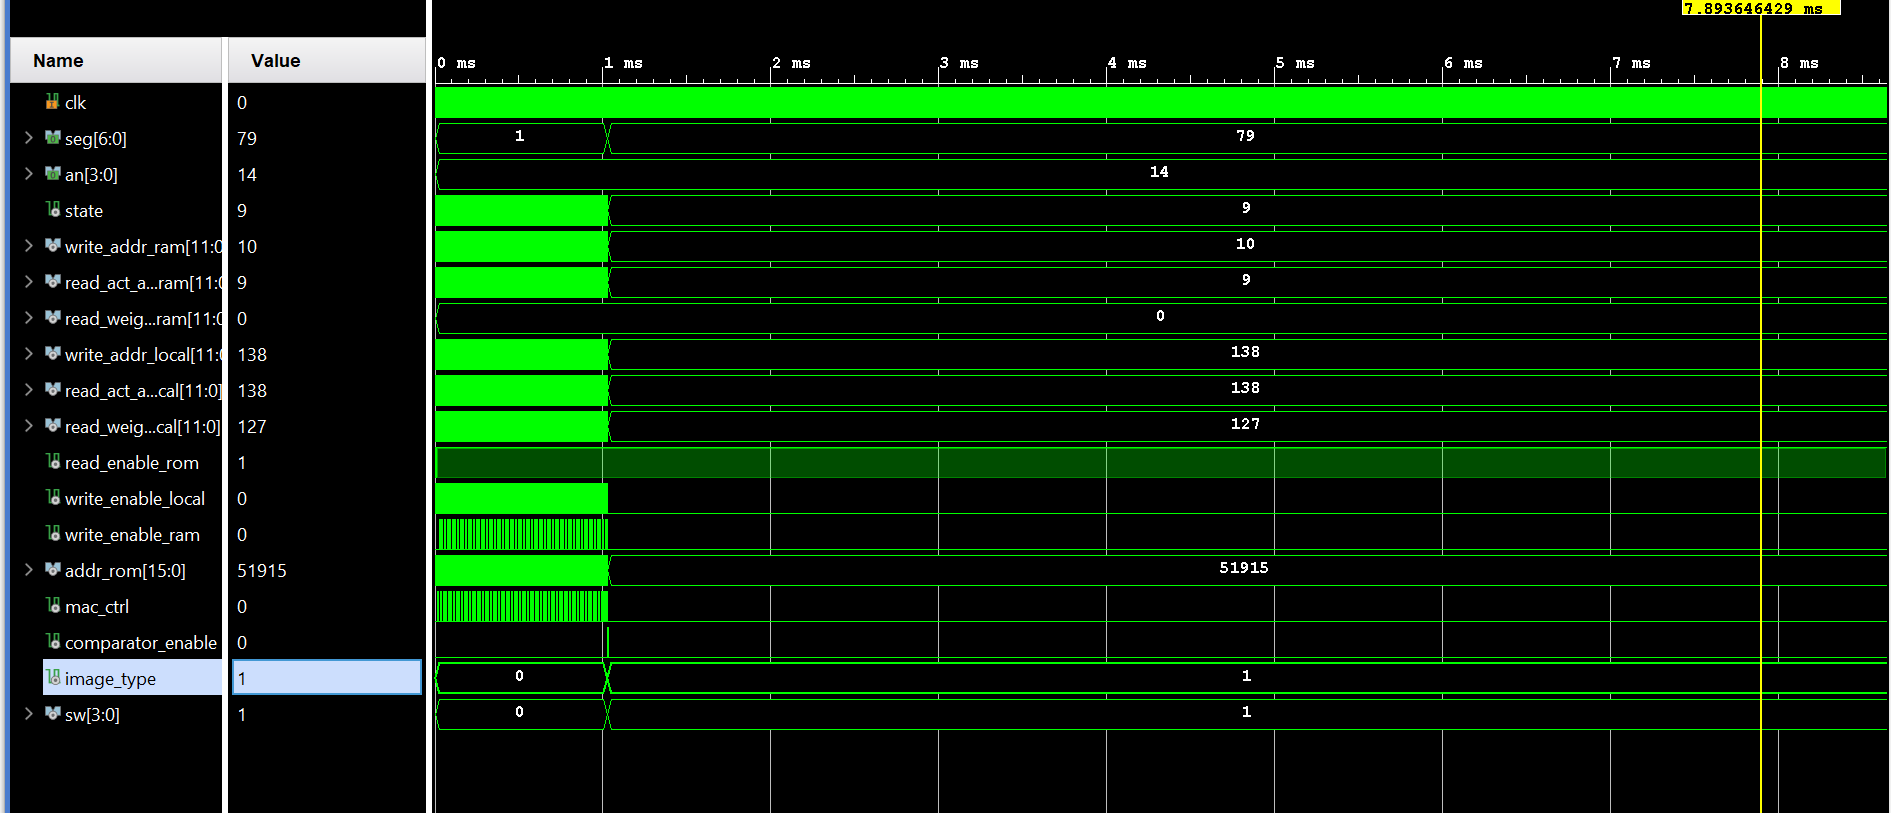 7.893646429 ms
Name Value
0 ms 1 ms 2 ms 3 ms 4 ms 5 ms 6 ms 7 ms 8 ms
clk 0
seg[6:0] 79 1 79
an[3:0] 14 14
state 9 9
write_addr_ram[11:0 10 10
read_act_a...ram[11:0 9 9
read_weig...ram[11:0 0 0
write_addr_local[11:0 138 138
read_act_a...cal[11:0] 138 138
read_weig...cal[11:0] 127 127
read_enable_rom 1
write_enable_local 0
write_enable_ram 0
addr_rom[15:0] 51915 51915
mac_ctrl 0
comparator_enable 0
image_type 1 0 1
sw[3:0] 1 0 1